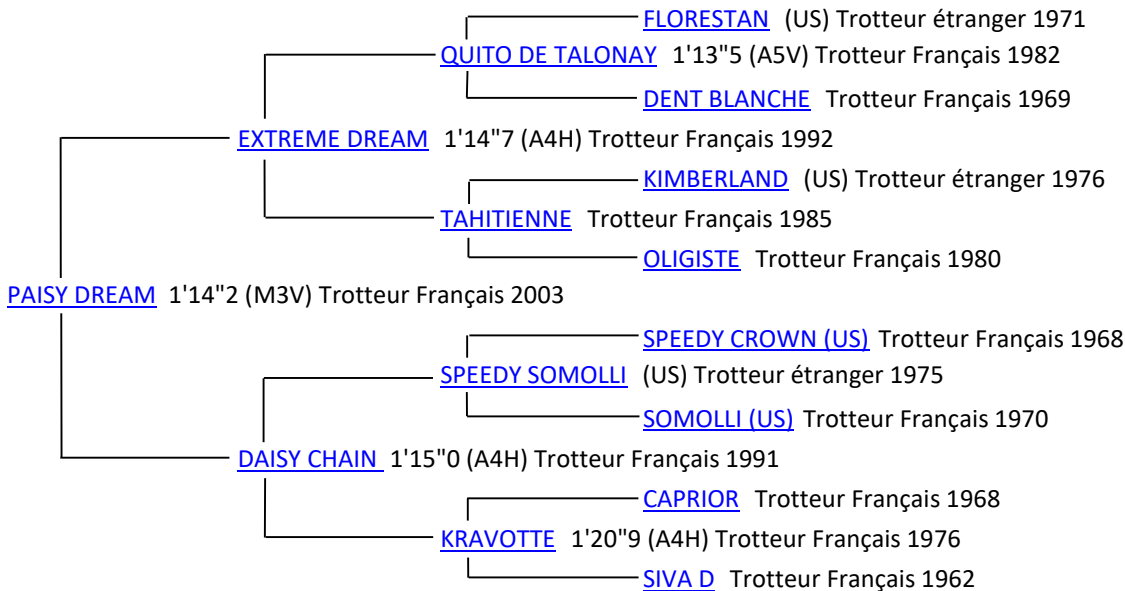 FLORESTAN (US) Trotteur étranger 1971
QUITO DE TALONAY 1'13"5 (A5V) Trotteur Français 1982
DENT BLANCHE Trotteur Français 1969
EXTREME DREAM 1'14"7 (A4H) Trotteur Français 1992
KIMBERLAND (US) Trotteur étranger 1976
TAHITIENNE Trotteur Français 1985
OLIGISTE Trotteur Français 1980
PAISY DREAM 1'14"2 (M3V) Trotteur Français 2003
SPEEDY CROWN (US) Trotteur Français 1968
SPEEDY SOMOLLI (US) Trotteur étranger 1975
SOMOLLI (US) Trotteur Français 1970
DAISY CHAIN 1'15"0 (A4H) Trotteur Français 1991
CAPRIOR Trotteur Français 1968
KRAVOTTE 1'20"9 (A4H) Trotteur Français 1976
SIVA D Trotteur Français 1962